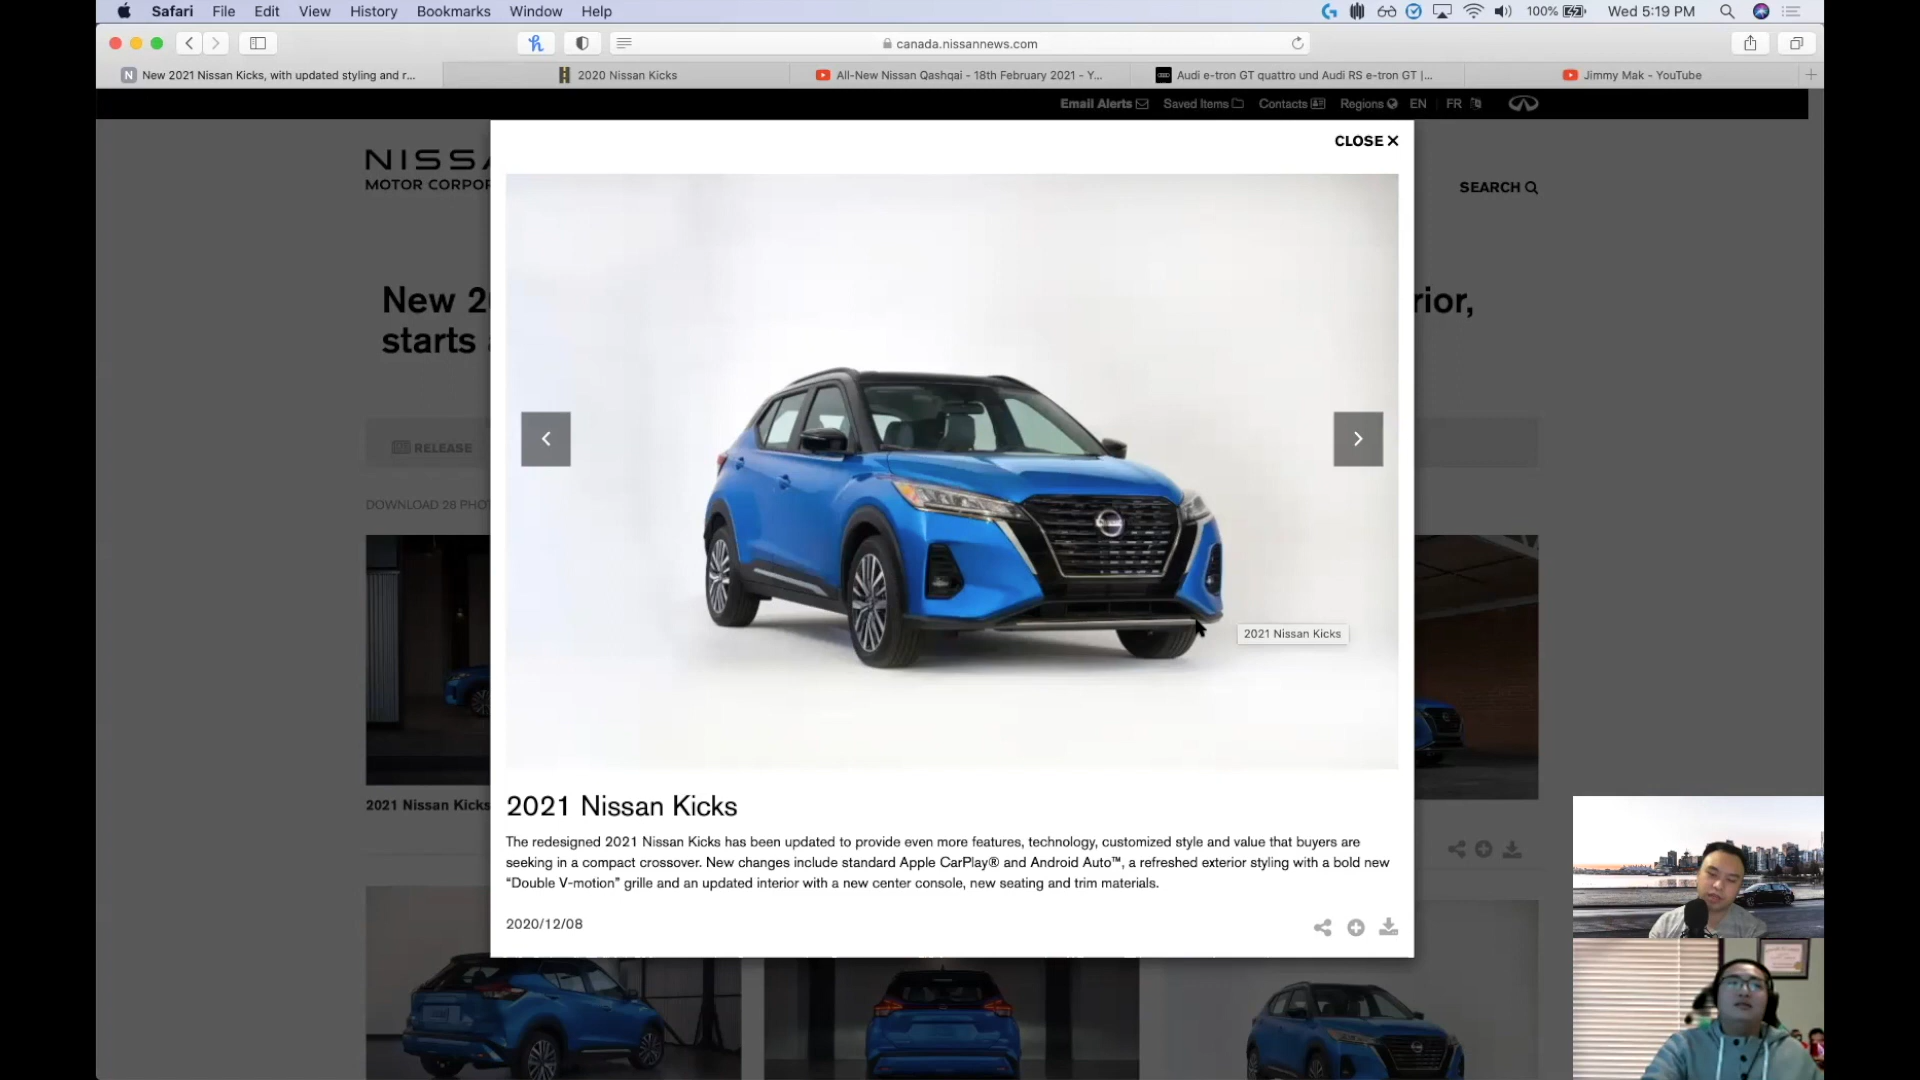 Safari File Edit View History Bookmarks Window Help 100% Wed 5:19 PM
canada.nissannews.com
New 2021 Nissan Kicks, with updated styling and r...
2020 Nissan Kicks
All-New Nissan Qashqai - 18th February 2021 - Y...
Audi e-tron GT quattro und Audi RS e-tron GT |...
Jimmy Mak - YouTube
Email Alerts Saved Items Contacts Regions EN | FR
CLOSE
NISSA
MOTOR CORPOR
SEARCH
New 2 rior,
starts
RELEASE
DOWNLOAD 28 PHOT
2021 Nissan Kicks
2021 Nissan Kicks
2021 Nissan Kicks
The redesigned 2021 Nissan Kicks has been updated to provide even more features, technology, customized style and value that buyers are
seeking in a compact crossover. New changes include standard Apple CarPlay® and Android Auto™, a refreshed exterior styling with a bold new
“Double V-motion” grille and an updated interior with a new center console, new seating and trim materials.
2020/12/08